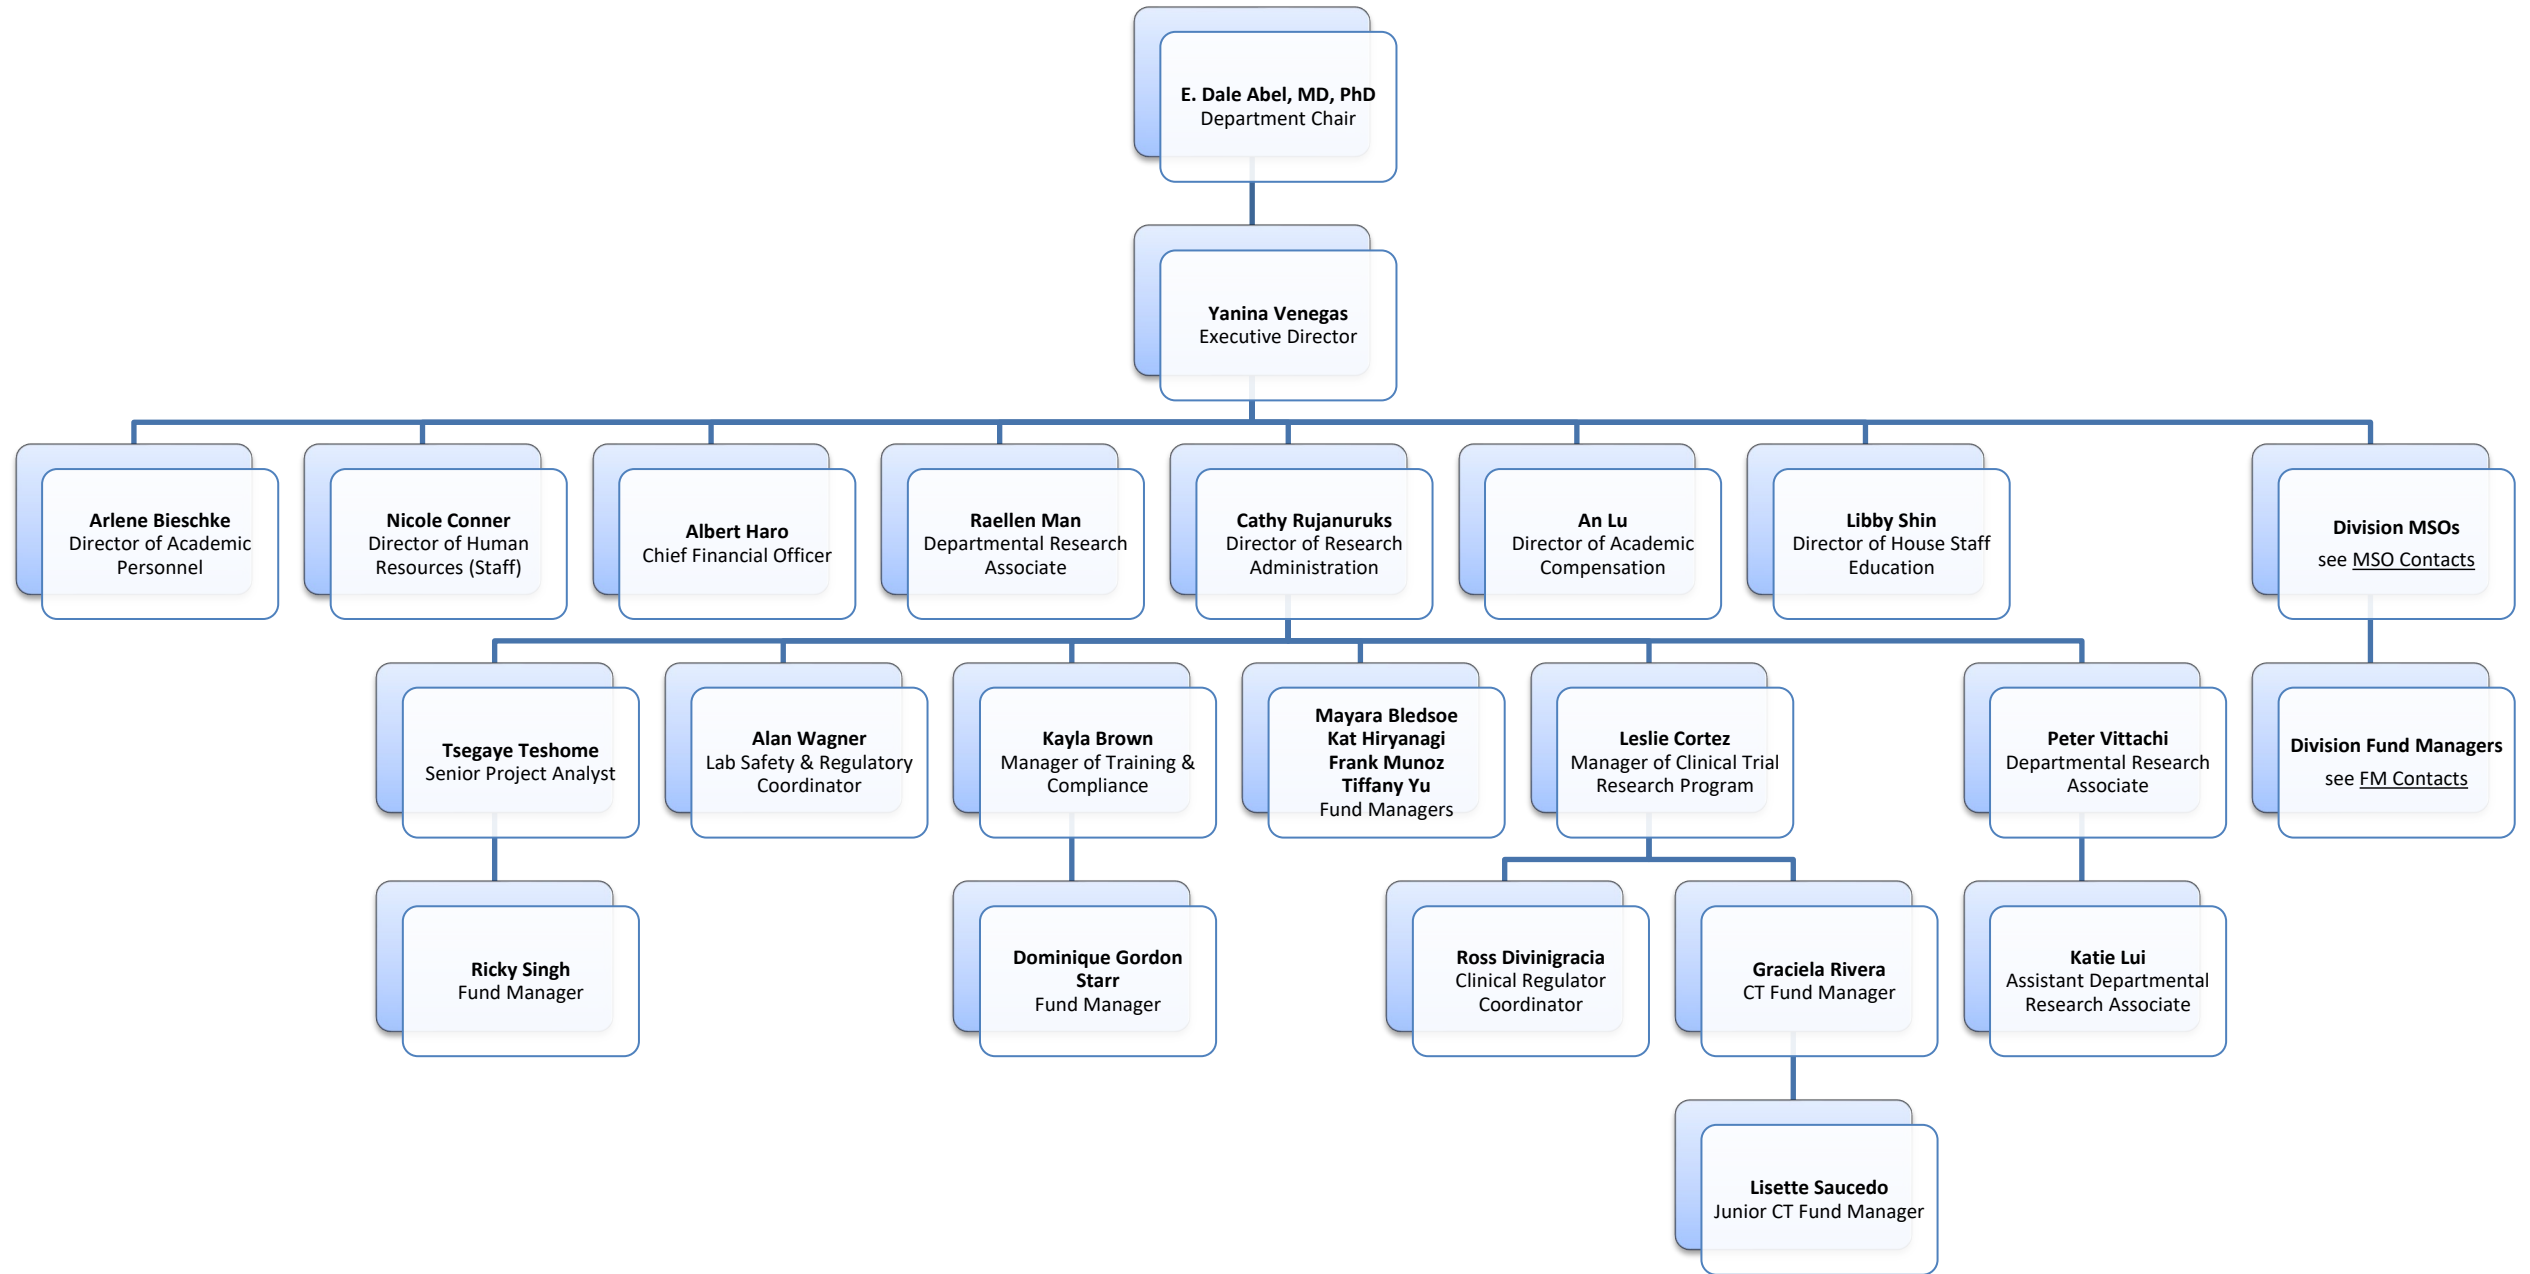 E. Dale Abel, MD, PhD
Department Chair
Yanina Venegas
Executive Director
Arlene Bieschke
Director of Academic
Personnel
Nicole Conner
Director of Human
Resources (Staff)
Albert Haro
Chief Financial Officer
Raellen Man
Departmental Research
Associate
Cathy Rujanuruks
Director of Research
Administration
An Lu
Director of Academic
Compensation
Libby Shin
Director of House Staff
Education
Division MSOs
see MSO Contacts
Tsegaye Teshome
Senior Project Analyst
Alan Wagner
Lab Safety & Regulatory
Coordinator
Kayla Brown
Manager of Training &
Compliance
Mayara Bledsoe
Kat Hiryanagi
Frank Munoz
Tiffany Yu
Fund Managers
Leslie Cortez
Manager of Clinical Trial
Research Program
Peter Vittachi
Departmental Research
Associate
Division Fund Managers
see FM Contacts
Ricky Singh
Fund Manager
Dominique Gordon
Starr
Fund Manager
Ross Divinigracia
Clinical Regulator
Coordinator
Graciela Rivera
CT Fund Manager
Katie Lui
Assistant Departmental
Research Associate
Lisette Saucedo
Junior CT Fund Manager